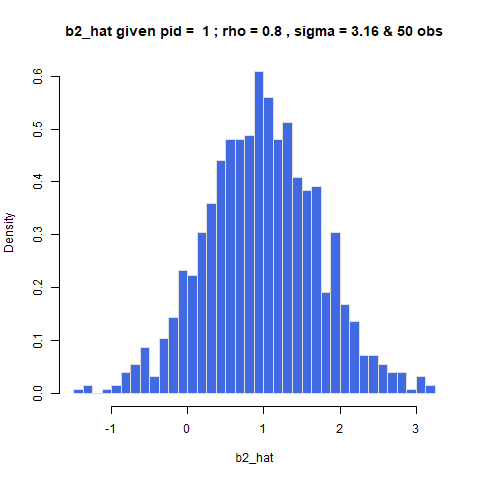 b2_hat given pid =  1 ; rho = 0.8 , sigma = 3.16 & 50 obs
Density
0.6
0.5
0.4
0.3
0.2
0.1
0.0
-1 0 1 2 3
b2_hat